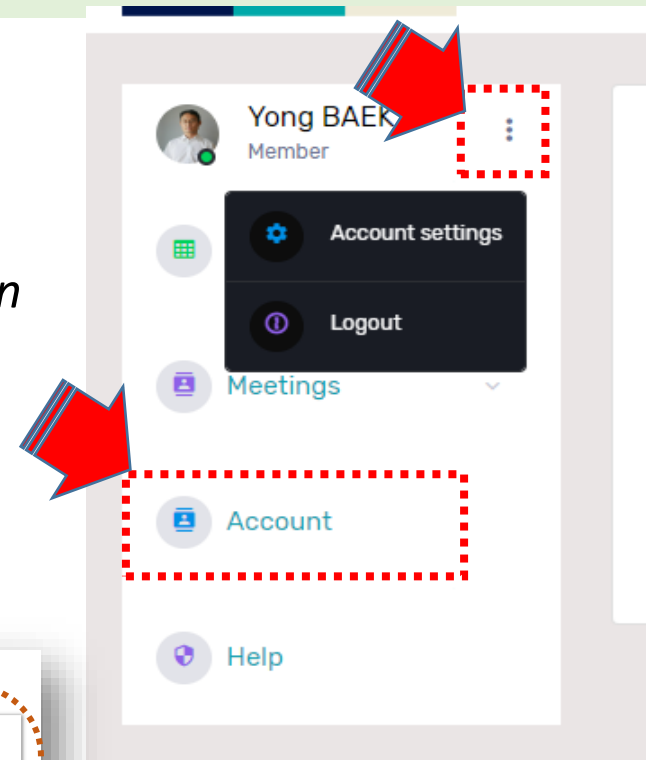 Yong BAEK
Member
Account settings
n
Logout
Meetings
Account
Help